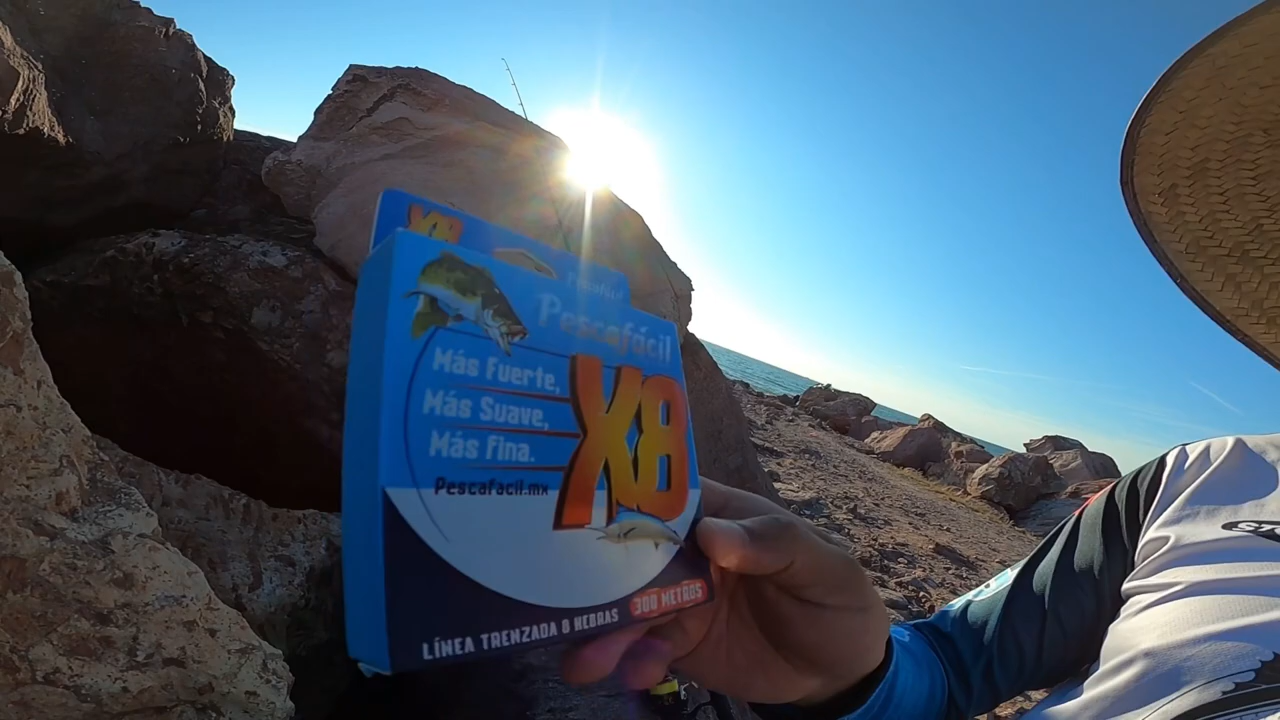 X8
Pescafácil
Pescafácil
Más Fuerte,
Más Suave,
Más Fina.
Pescafacil.mx
X8
300 METROS
LÍNEA TRENZADA 8 HEBRAS